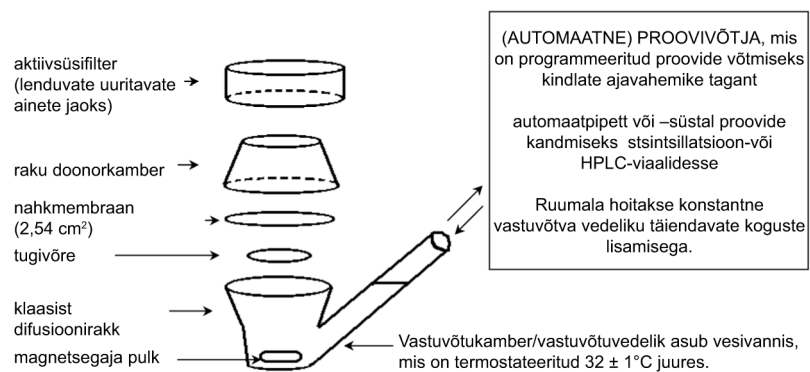 aktiivsüsifilter
(lenduvate uuritavate
ainete jaoks)
raku doonorkamber
nahkmembraan
(2,54 cm²)
tugivõre
klaasist
difusioonirakk
magnetsegaja pulk
(AUTOMAATNE) PROOVIVÕTJA, mis
on programmeeritud proovide võtmiseks
kindlate ajavahemike tagant
automaatpipett või –süstal proovide
kandmiseks stsintsillatsioon-või
HPLC-viaalidesse
Ruumala hoitakse konstantne
vastuvõtva vedeliku täiendavate koguste
lisamisega.
Vastuvõtukamber/vastuvõtuvedelik asub vesivannis,
mis on termostateeritud 32 ± 1°C juures.